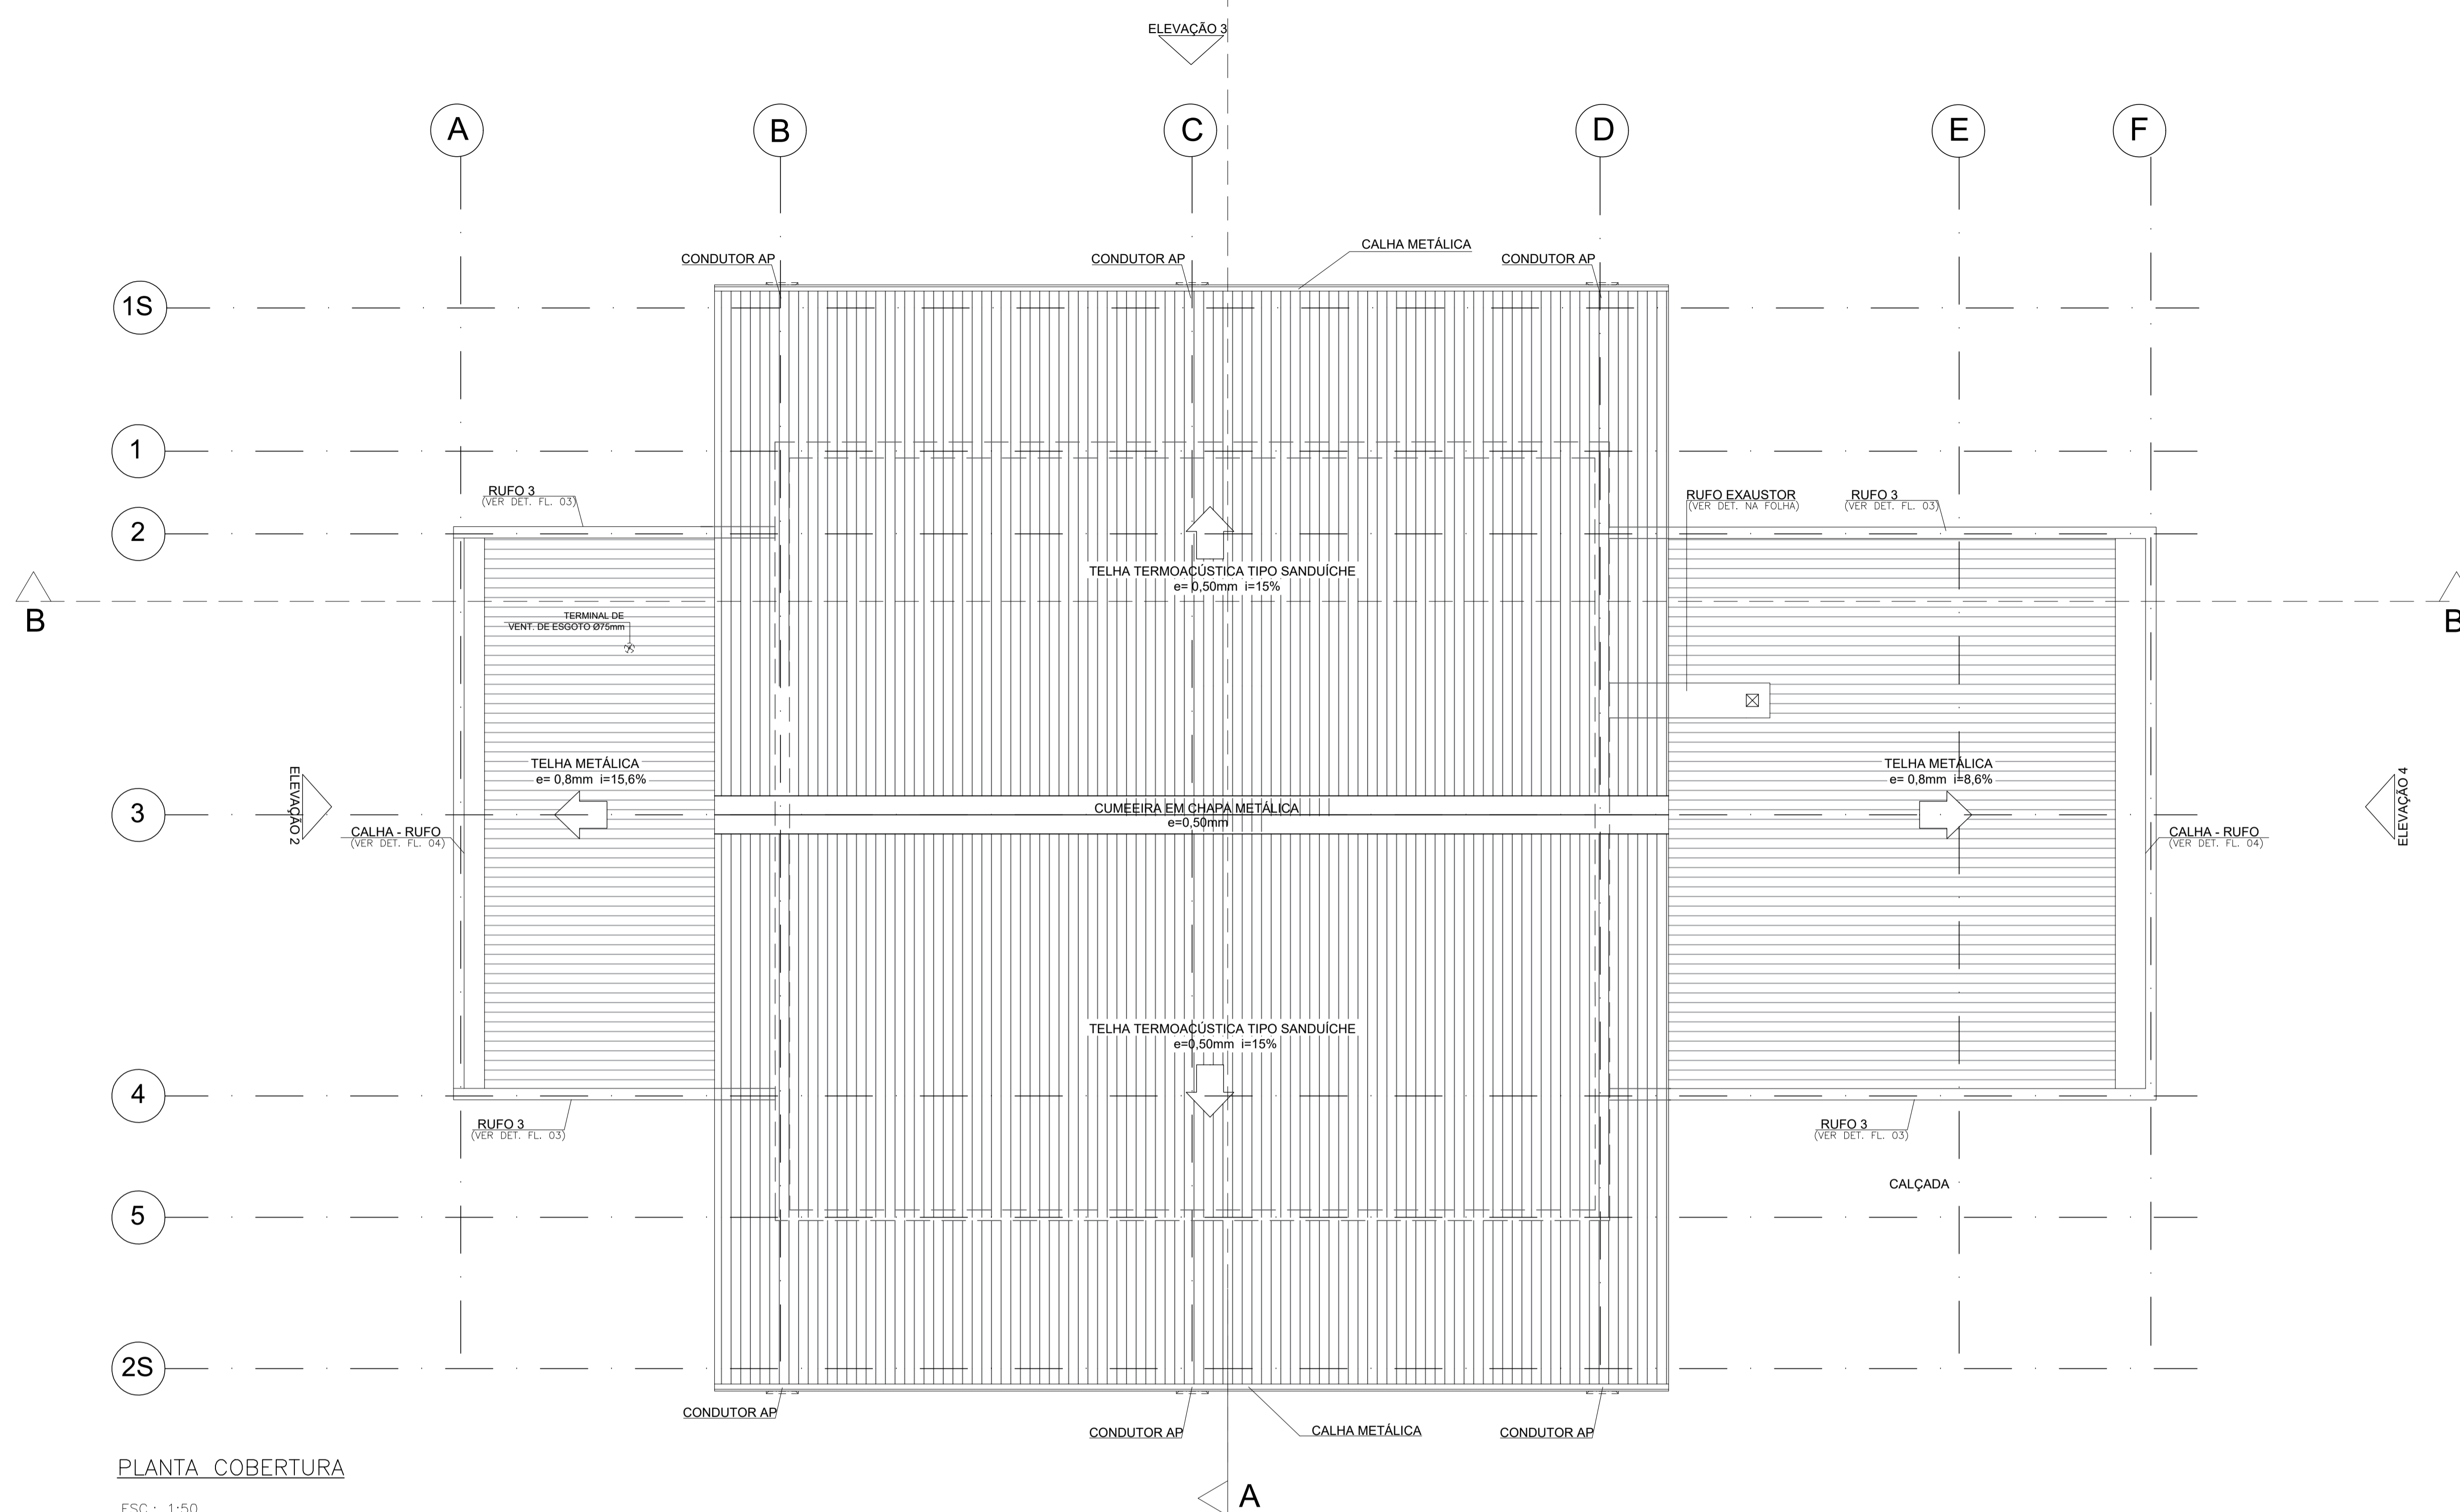 ELEVAÇÃO 3
A
B
C
D
E
F
CALHA METÁLICA
CONDUTOR AP
CONDUTOR AP
CONDUTOR AP
1S
1
RUFO 3
(VER DET. FL. 03)
RUFO EXAUSTOR
(VER DET. NA FOLHA)
RUFO 3
(VER DET. FL. 03)
2
TELHA TERMOACÚSTICA TIPO SANDUÍCHE
e= 0,50mm i=15%
B
B
TERMINAL DE
VENT. DE ESGOTO Ø75mm
TELHA METÁLICA
e= 0,8mm i=15,6%
TELHA METÁLICA
e= 0,8mm i=8,6%
ELEVAÇÃO 2
ELEVAÇÃO 4
3
CUMEEIRA EM CHAPA METÁLICA
e=0,50mm
CALHA - RUFO
(VER DET. FL. 04)
CALHA - RUFO
(VER DET. FL. 04)
TELHA TERMOACÚSTICA TIPO SANDUÍCHE
e=0,50mm i=15%
4
RUFO 3
(VER DET. FL. 03)
RUFO 3
(VER DET. FL. 03)
CALÇADA
5
2S
CONDUTOR AP
CONDUTOR AP
CALHA METÁLICA
CONDUTOR AP
PLANTA COBERTURA
A
ESC.: 1:50